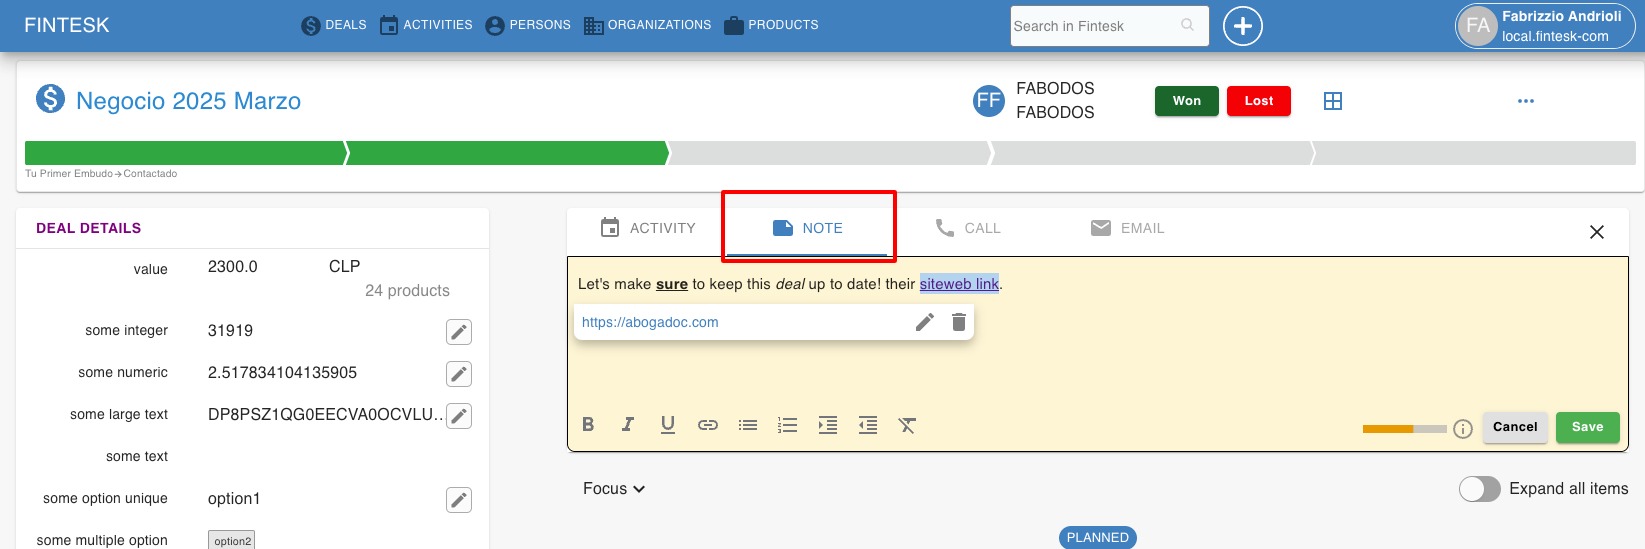 FINTESK
DEALS
ACTIVITIES
PERSONS
ORGANIZATIONS
PRODUCTS
Search in Fintesk
FA
Fabrizzio Andrioli
local.fintesk-com
Negocio 2025 Marzo
FF
FABODOS
FABODOS
Won
Lost
Tu Primer Embudo→Contactado
DEAL DETAILS
value 2300.0 CLP
24 products
some integer 31919
some numeric 2.517834104135905
some large text DP8PSZ1QG0EECVA0OCVLU...
some text
some option unique option1
some multiple option option2
ACTIVITY
NOTE
CALL
EMAIL
Let's make sure to keep this deal up to date! their siteweb link.
https://abogadoc.com
Cancel
Save
Focus
Expand all items
PLANNED